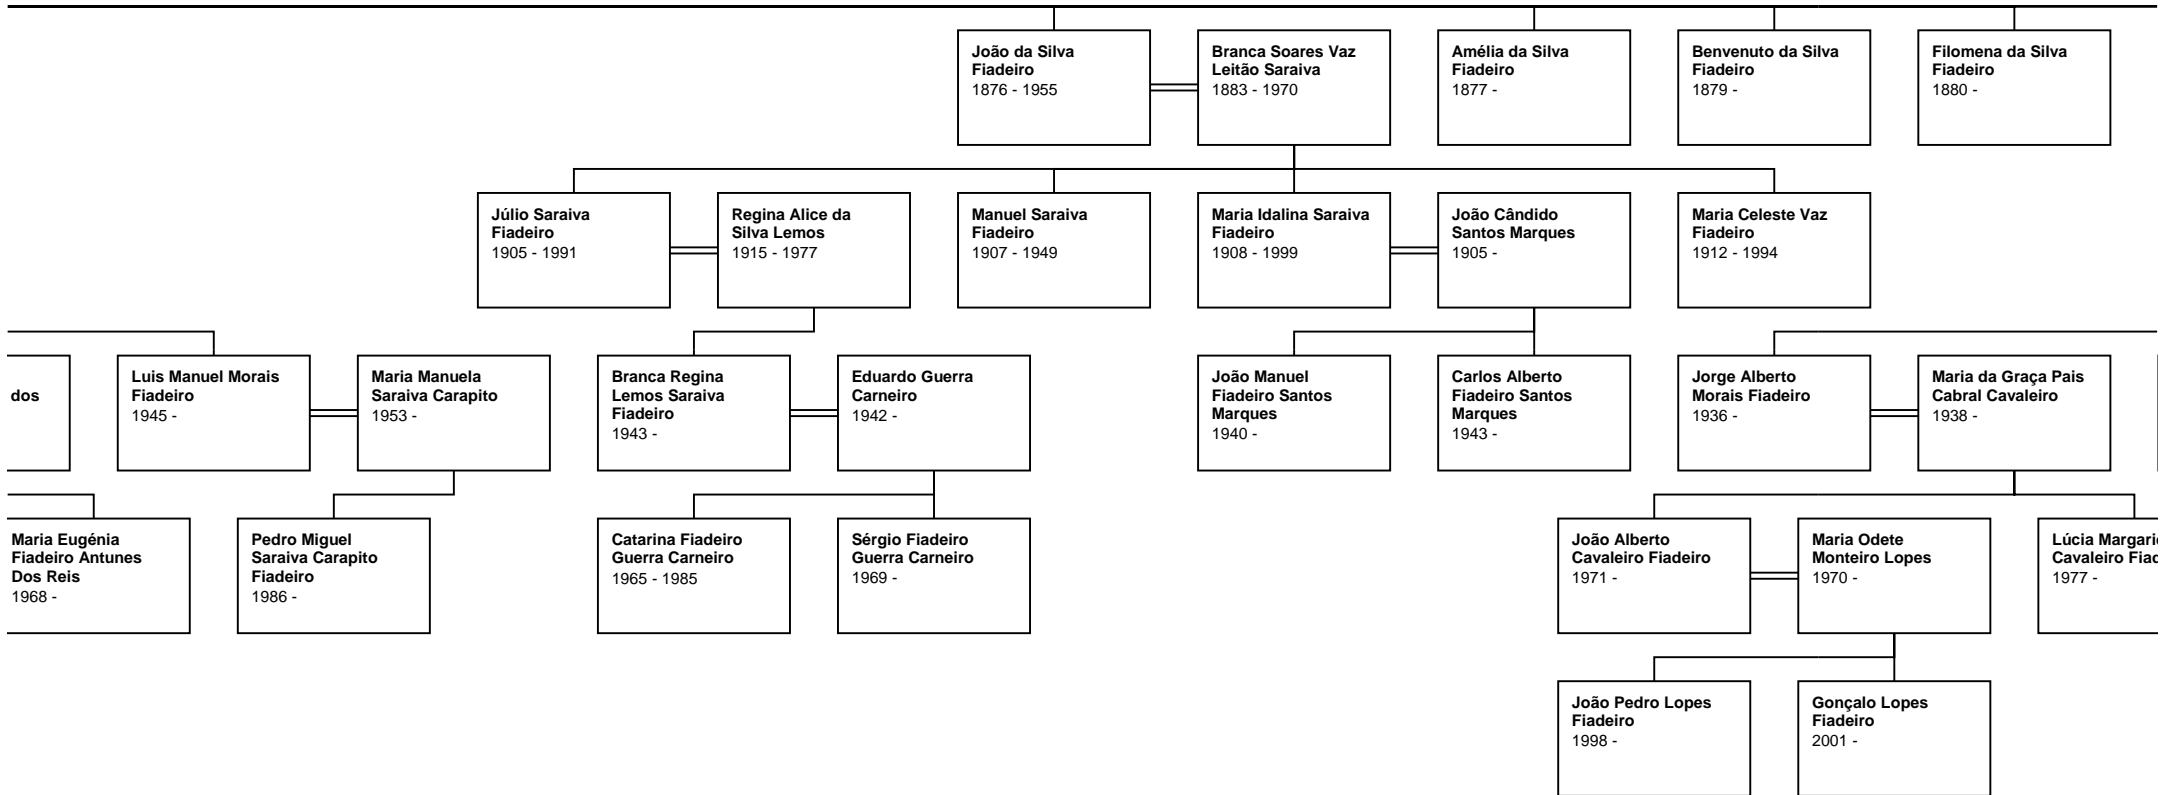 João da Silva
Fiadeiro
1876 - 1955
Branca Soares Vaz
Leitão Saraiva
1883 - 1970
Amélia da Silva
Fiadeiro
1877 -
Benvenuto da Silva
Fiadeiro
1879 -
Filomena da Silva
Fiadeiro
1880 -
Júlio Saraiva
Fiadeiro
1905 - 1991
Regina Alice da
Silva Lemos
1915 - 1977
Manuel Saraiva
Fiadeiro
1907 - 1949
Maria Idalina Saraiva
Fiadeiro
1908 - 1999
João Cândido
Santos Marques
1905 -
Maria Celeste Vaz
Fiadeiro
1912 - 1994
dos
Luis Manuel Morais
Fiadeiro
1945 -
Maria Manuela
Saraiva Carapito
1953 -
Branca Regina
Lemos Saraiva
Fiadeiro
1943 -
Eduardo Guerra
Carneiro
1942 -
João Manuel
Fiadeiro Santos
Marques
1940 -
Carlos Alberto
Fiadeiro Santos
Marques
1943 -
Jorge Alberto
Morais Fiadeiro
1936 -
Maria da Graça Pais
Cabral Cavaleiro
1938 -
Maria Eugénia
Fiadeiro Antunes
Dos Reis
1968 -
Pedro Miguel
Saraiva Carapito
Fiadeiro
1986 -
Catarina Fiadeiro
Guerra Carneiro
1965 - 1985
Sérgio Fiadeiro
Guerra Carneiro
1969 -
João Alberto
Cavaleiro Fiadeiro
1971 -
Maria Odete
Monteiro Lopes
1970 -
Lúcia
Cavaleiro
1977 -
João Pedro Lopes
Fiadeiro
1998 -
Gonçalo Lopes
Fiadeiro
2001 -